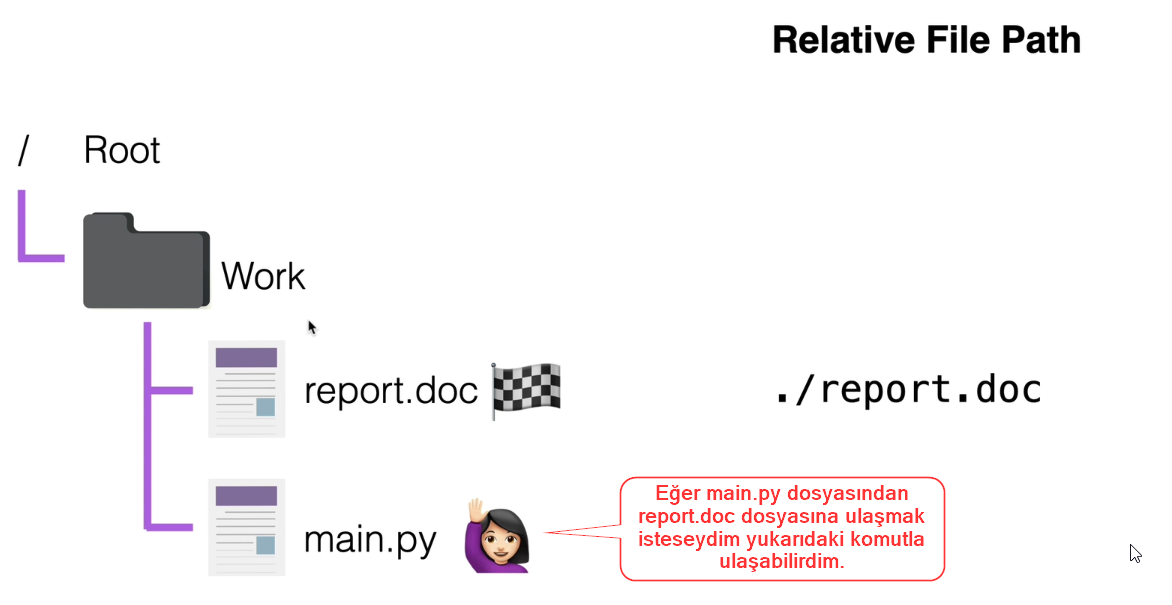 Relative File Path
/ Root
Work
report.doc
./report.doc
main.py
Eğer main.py dosyasından
report.doc dosyasına ulaşmak
isteseydim yukarıdaki komutla
ulaşabilirdim.